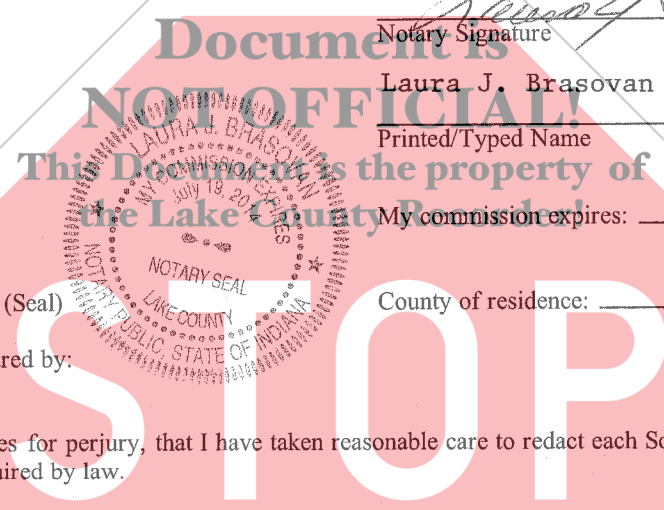 Document is
NOT OFFICIAL!
This Document is the property of
the Lake County Recorder!
STOP
Notary Signature
Laura J. Brasovan
Printed/Typed Name
My commission expires:
County of residence:
LAURA J. BRASOVAN
MY COMMISSION EXPIRES
July 19, 2014
NOTARY SEAL
LAKE COUNTY
NOTARY PUBLIC, STATE OF INDIANA
(Seal)
ared by:
es for perjury, that I have taken reasonable care to redact each So
uired by law.